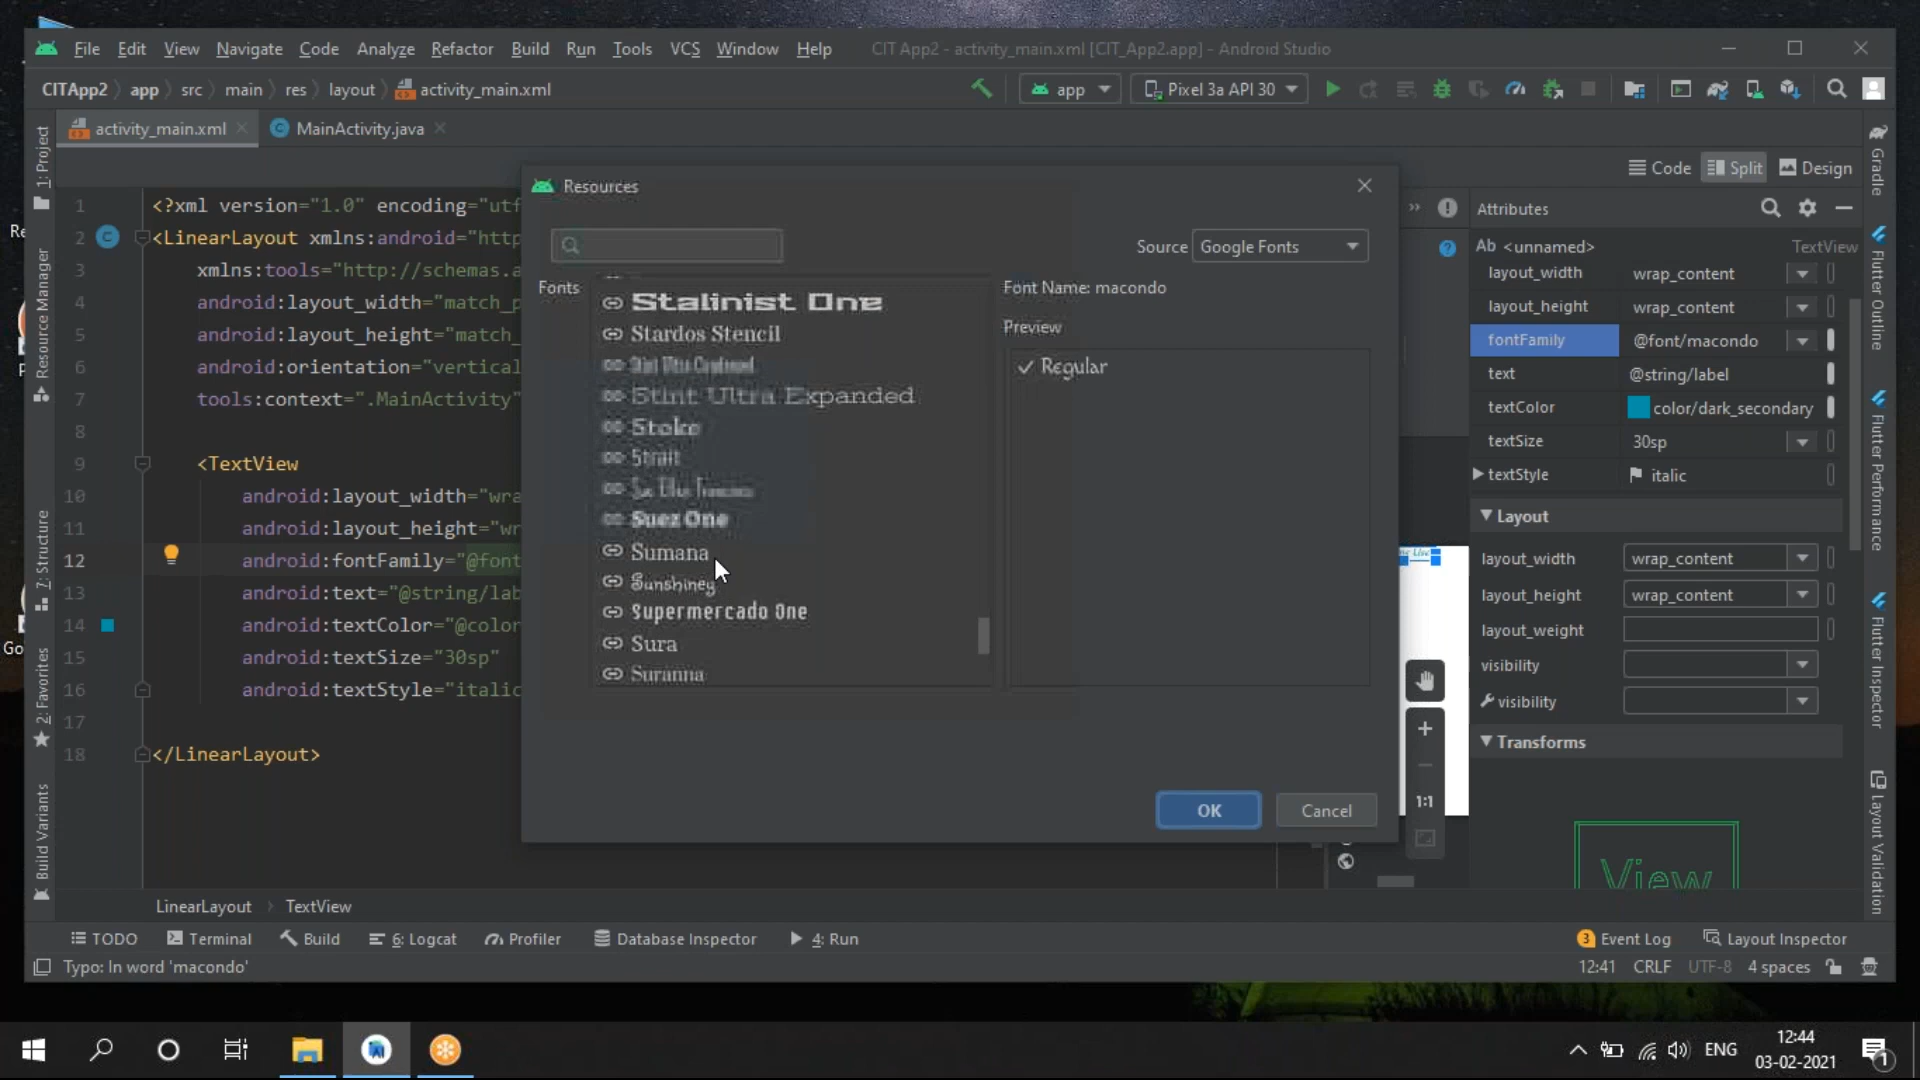 File Edit View Navigate Code Analyze Refactor Build Run Tools VCS Window Help CIT App2 - activity_main.xml [CIT_App2.app] - Android Studio
CITApp2 app src main res layout activity_main.xml app Pixel 3a API 30
activity_main.xml MainActivity.java
Code Split Design
1: Project
Resource Manager
7: Structure
2: Favorites
Build Variants
1 <?xml version="1.0" encoding="utf
2 <LinearLayout xmlns:android="http
3 xmlns:tools="http://schemas.a
4 android:layout_width="match_p
5 android:layout_height="match_
6 android:orientation="vertical
7 tools:context=".MainActivity"
8
9 <TextView
10 android:layout_width="wra
11 android:layout_height="wr
12 android:fontFamily="@font
13 android:text="@string/lab
14 android:textColor="@color
15 android:textSize="30sp"
16 android:textStyle="italic
17
18 </LinearLayout>
Resources
Source Google Fonts
Fonts
Stalinist One
Stardos Stencil
Stint Ultra Expanded
Stoke
Strait
Suez One
Sumana
Sunshiney
Supermercado One
Sura
Suranna
Font Name: macondo
Preview
Regular
OK Cancel
1:1
Attributes
Ab <unnamed> TextView
layout_width wrap_content
layout_height wrap_content
fontFamily @font/macondo
text @string/label
textColor color/dark_secondary
textSize 30sp
textStyle italic
Layout
layout_width wrap_content
layout_height wrap_content
layout_weight
visibility
visibility
Transforms
View
Gradle
Flutter Outline
Flutter Performance
Flutter Inspector
Layout Validation
LinearLayout TextView
TODO Terminal Build 6: Logcat Profiler Database Inspector 4: Run 3 Event Log Layout Inspector
Typo: In word 'macondo' 12:41 CRLF UTF-8 4 spaces
ENG 12:44
03-02-2021
1